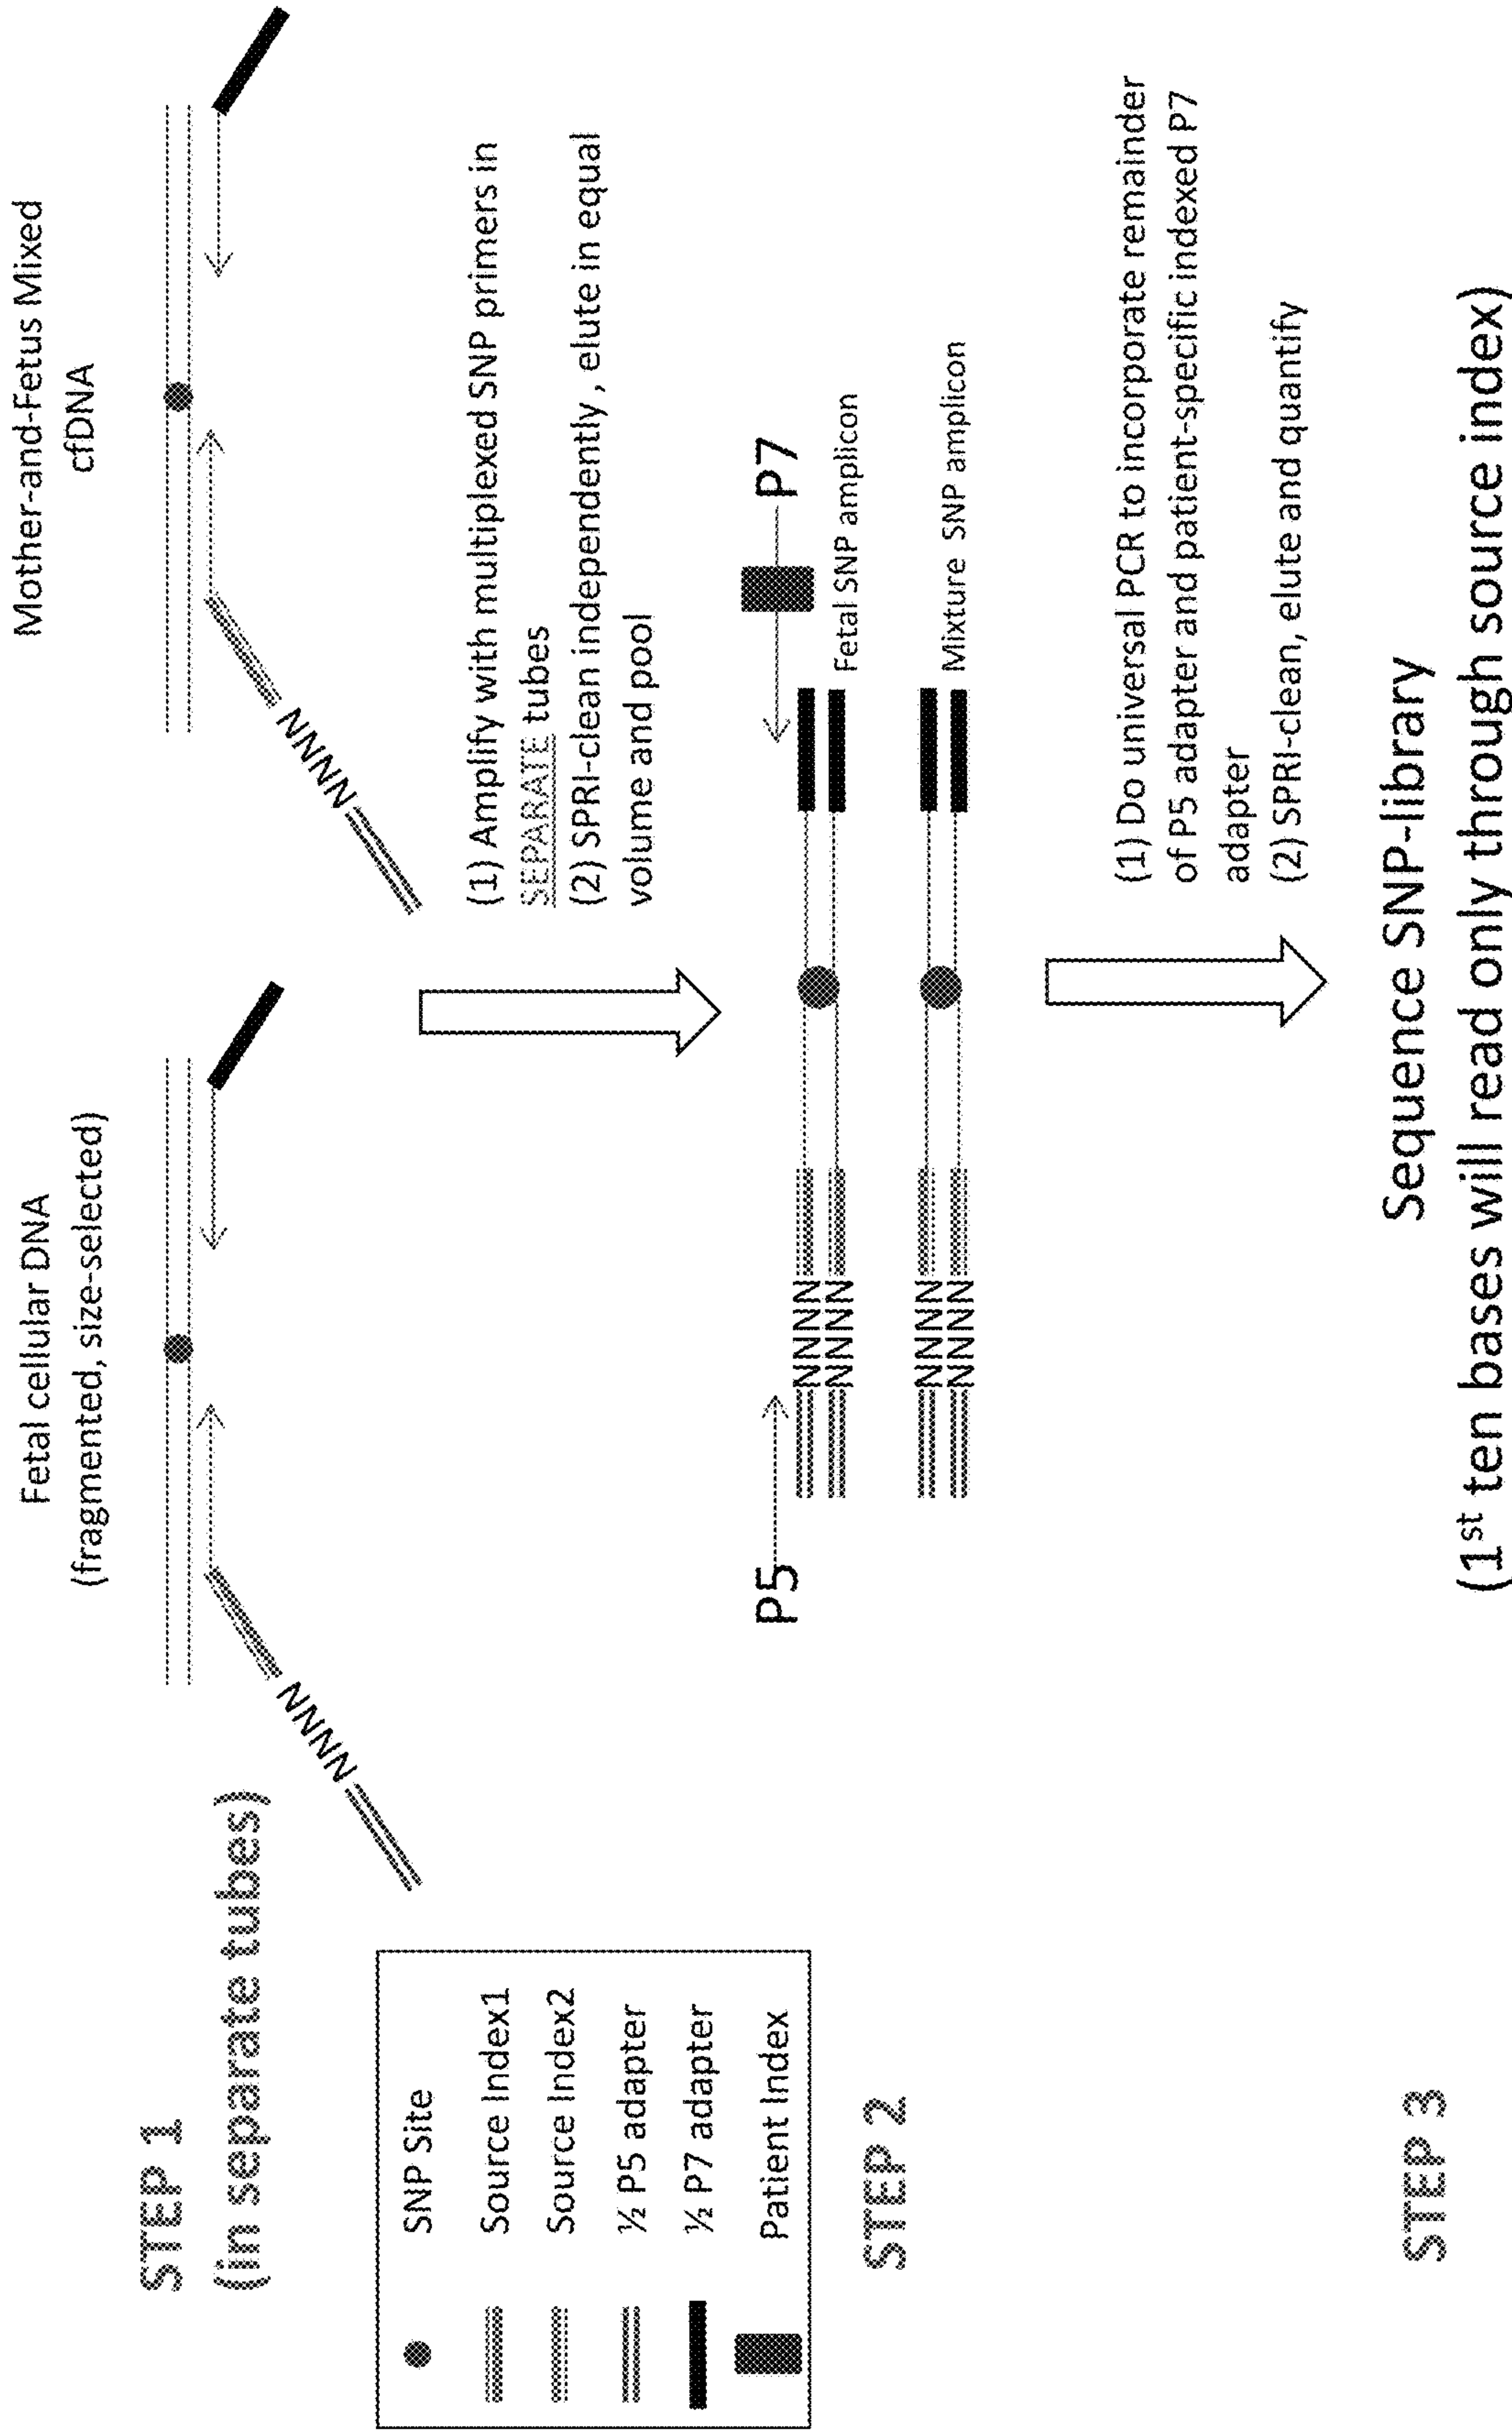 STEP 1
(in separate tubes)
Fetal cellular DNA
(fragmented, size-selected)
Mother-and-Fetus Mixed
cfDNA
NNNN
NNNN
SNP Site
Source Index1
Source Index2
½ P5 adapter
½ P7 adapter
Patient Index
(1) Amplify with multiplexed SNP primers in
SEPARATE tubes
(2) SPRI-clean independently , elute in equal
volume and pool
STEP 2
P5
P7
NNNN
NNNN
Fetal SNP amplicon
NNNN
NNNN
Mixture SNP amplicon
(1) Do universal PCR to incorporate remainder
of P5 adapter and patient-specific indexed P7
adapter
(2) SPRI-clean, elute and quantify
STEP 3
Sequence SNP-library
(1st ten bases will read only through source index)